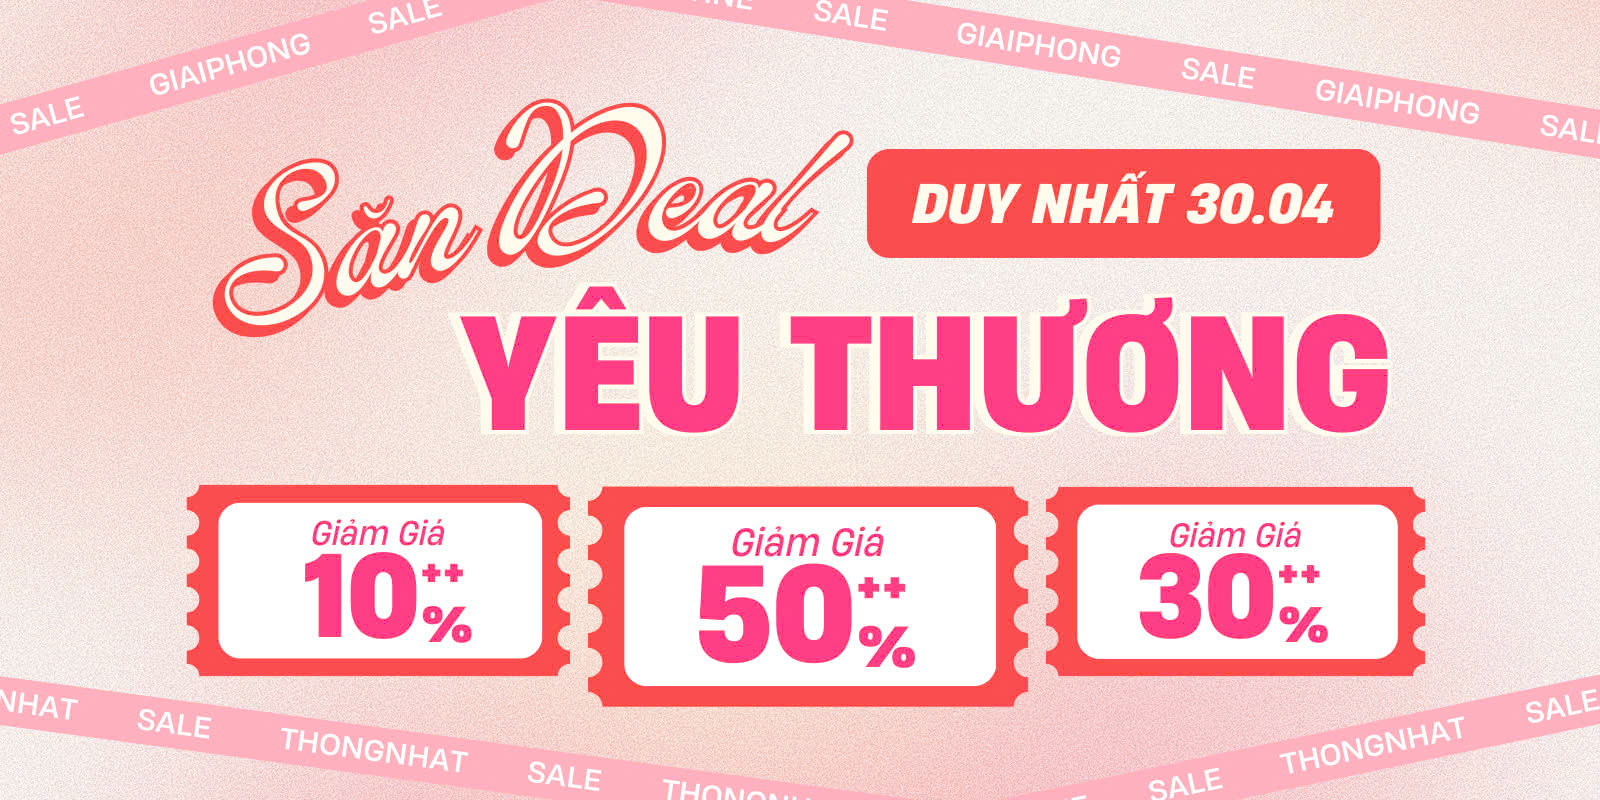 SALE GIAIPHONG SALE
SALE GIAIPHONG SALE GIAIPHONG
Săn Deal
DUY NHẤT 30.04
YÊU THƯƠNG
Giảm Giá
10++%
Giảm Giá
50++%
Giảm Giá
30++%
NHAT SALE THONGNHAT SALE
SALE THONGNHAT SALE